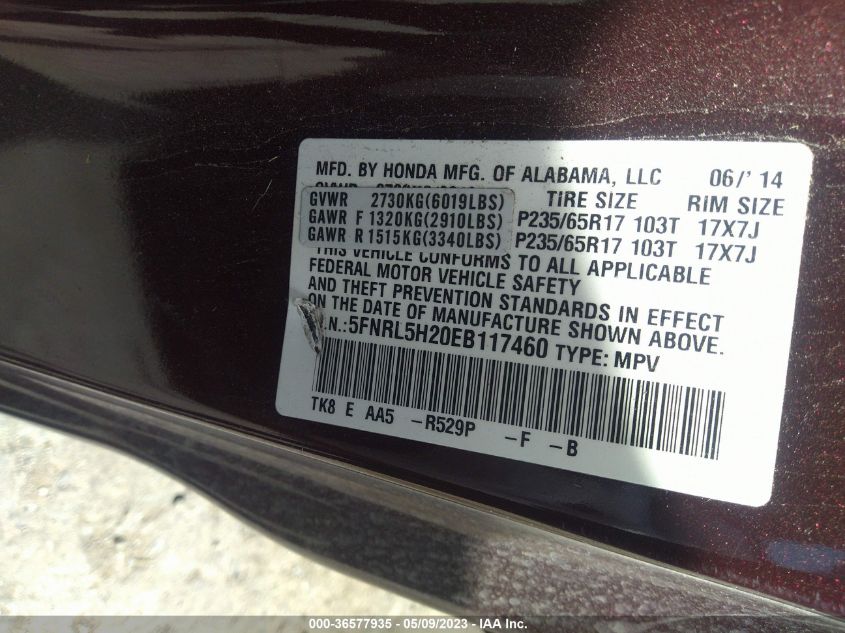 MFD. BY HONDA MFG. OF ALABAMA, LLC 06/'14
GVWR 2730KG(6019LBS) TIRE SIZE RIM SIZE
GAWR F 1320KG(2910LBS) P235/65R17 103T 17X7J
GAWR R 1515KG(3340LBS) P235/65R17 103T 17X7J
THIS VEHICLE CONFORMS TO ALL APPLICABLE
FEDERAL MOTOR VEHICLE SAFETY
AND THEFT PREVENTION STANDARDS IN EFFECT
ON THE DATE OF MANUFACTURE SHOWN ABOVE.
.N.:5FNRL5H20EB117460 TYPE: MPV
TK8 E AA5 -R529P -F -B
000-36577935 - 05/09/2023 - IAA Inc.